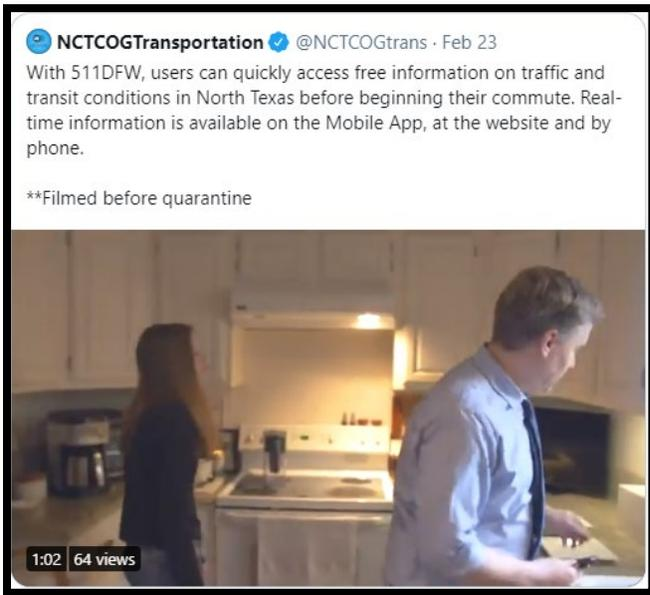 NCTCOGTransportation @NCTCOGtrans · Feb 23
With 511DFW, users can quickly access free information on traffic and
transit conditions in North Texas before beginning their commute. Real-
time information is available on the Mobile App, at the website and by
phone.
**Filmed before quarantine
1:02 64 views